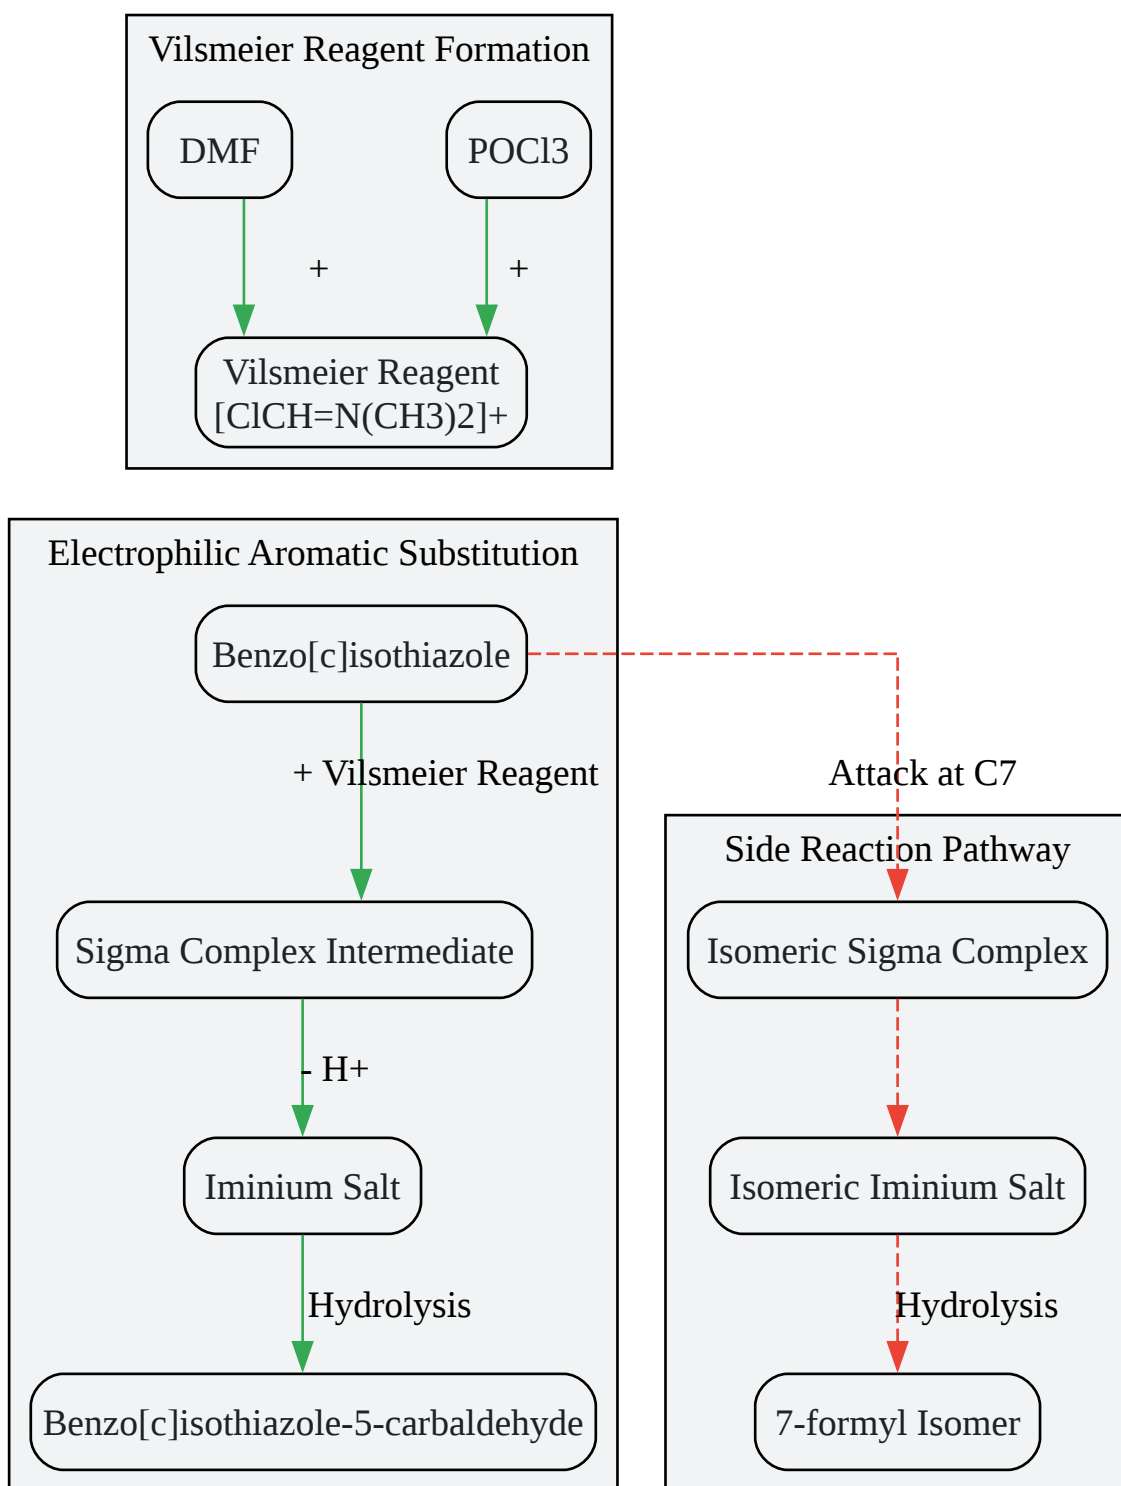 Vilsmeier Reagent Formation
DMF
POCl3
+
+
Vilsmeier Reagent
[ClCH=N(CH3)2]+
Electrophilic Aromatic Substitution
Benzo[c]isothiazole
+ Vilsmeier Reagent
Attack at C7
Side Reaction Pathway
Sigma Complex Intermediate
Isomeric Sigma Complex
- H+
Iminium Salt
Isomeric Iminium Salt
Hydrolysis
Hydrolysis
Benzo[c]isothiazole-5-carbaldehyde
7-formyl Isomer